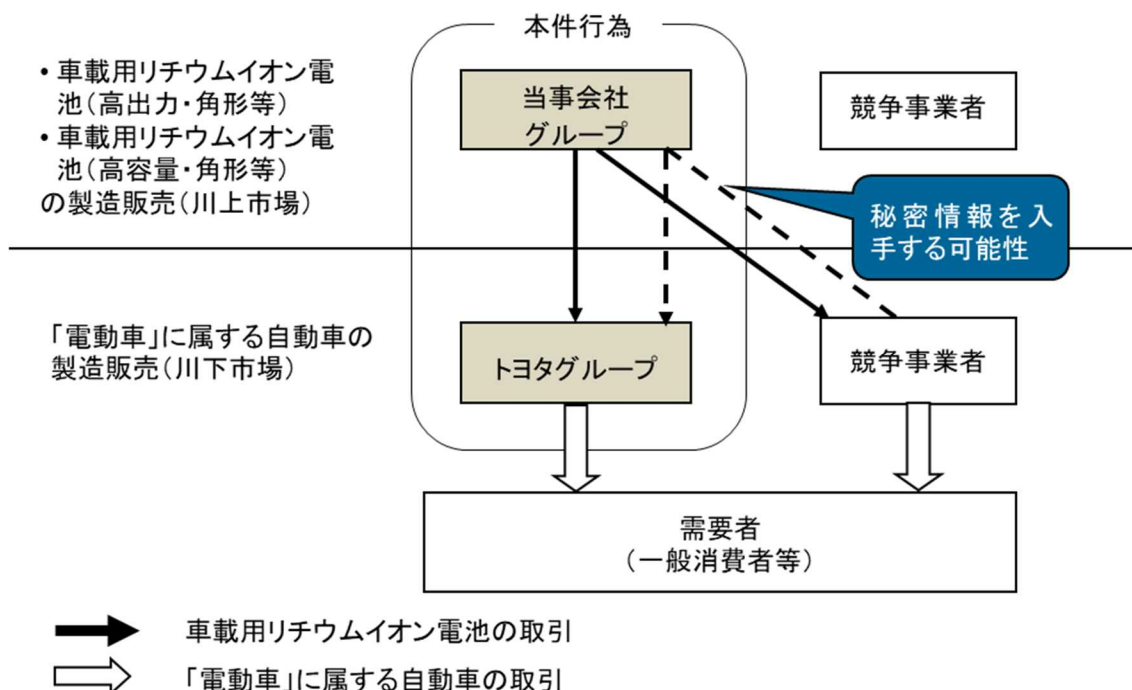 本件行為
• 車載用リチウムイオン電
池(高出力・角形等)
• 車載用リチウムイオン電
池(高容量・角形等)
の製造販売(川上市場)
当事会社
グループ
競争事業者
秘密情報を入
手する可能性
「電動車」に属する自動車の
製造販売(川下市場)
トヨタグループ
競争事業者
需要者
(一般消費者等)
車載用リチウムイオン電池の取引
「電動車」に属する自動車の取引